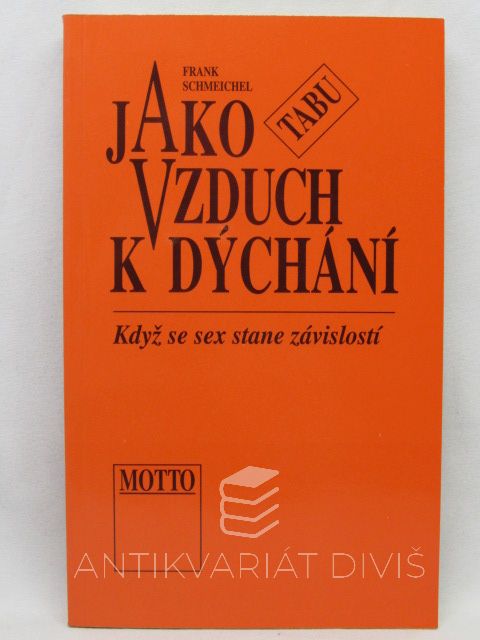 FRANK
SCHMEICHEL
TABU
JAKO
VZDUCH
K DÝCHÁNÍ
Když se sex stane závislostí
MOTTO
ANTIKVARIÁT DIVIŠ